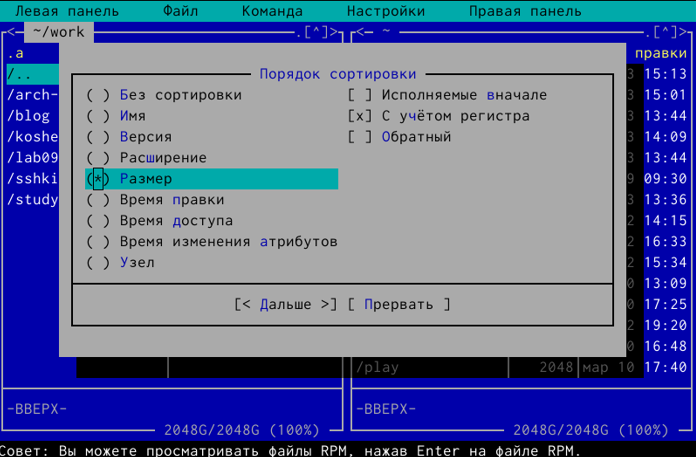 Левая панель Файл Команда Настройки Правая панель
<─ ~/work .[^]> <─ ~ .[^]>
.а правки
Порядок сортировки
/.. 3 15:13
( ) Без сортировки [ ] Исполняемые вначале
/arch- 3 15:01
( ) Имя [x] С учётом регистра
/blog 3 13:44
( ) Версия [ ] Обратный
/koshe 3 14:09
( ) Расширение
/lab09 3 13:44
(*) Размер
/sshki 9 09:30
( ) Время правки
/study 3 13:36
( ) Время доступа
2 14:15
( ) Время изменения атрибутов
2 16:33
( ) Узел
2 15:34
0 13:09
[< Дальше >] [ Прервать ]
0 17:25
2 19:20
0 16:48
/play 2048 мар 10 17:40
-ВВЕРХ- -ВВЕРХ-
2048G/2048G (100%) 2048G/2048G (100%)
Совет: Вы можете просматривать файлы RPM, нажав Enter на файле RPM.